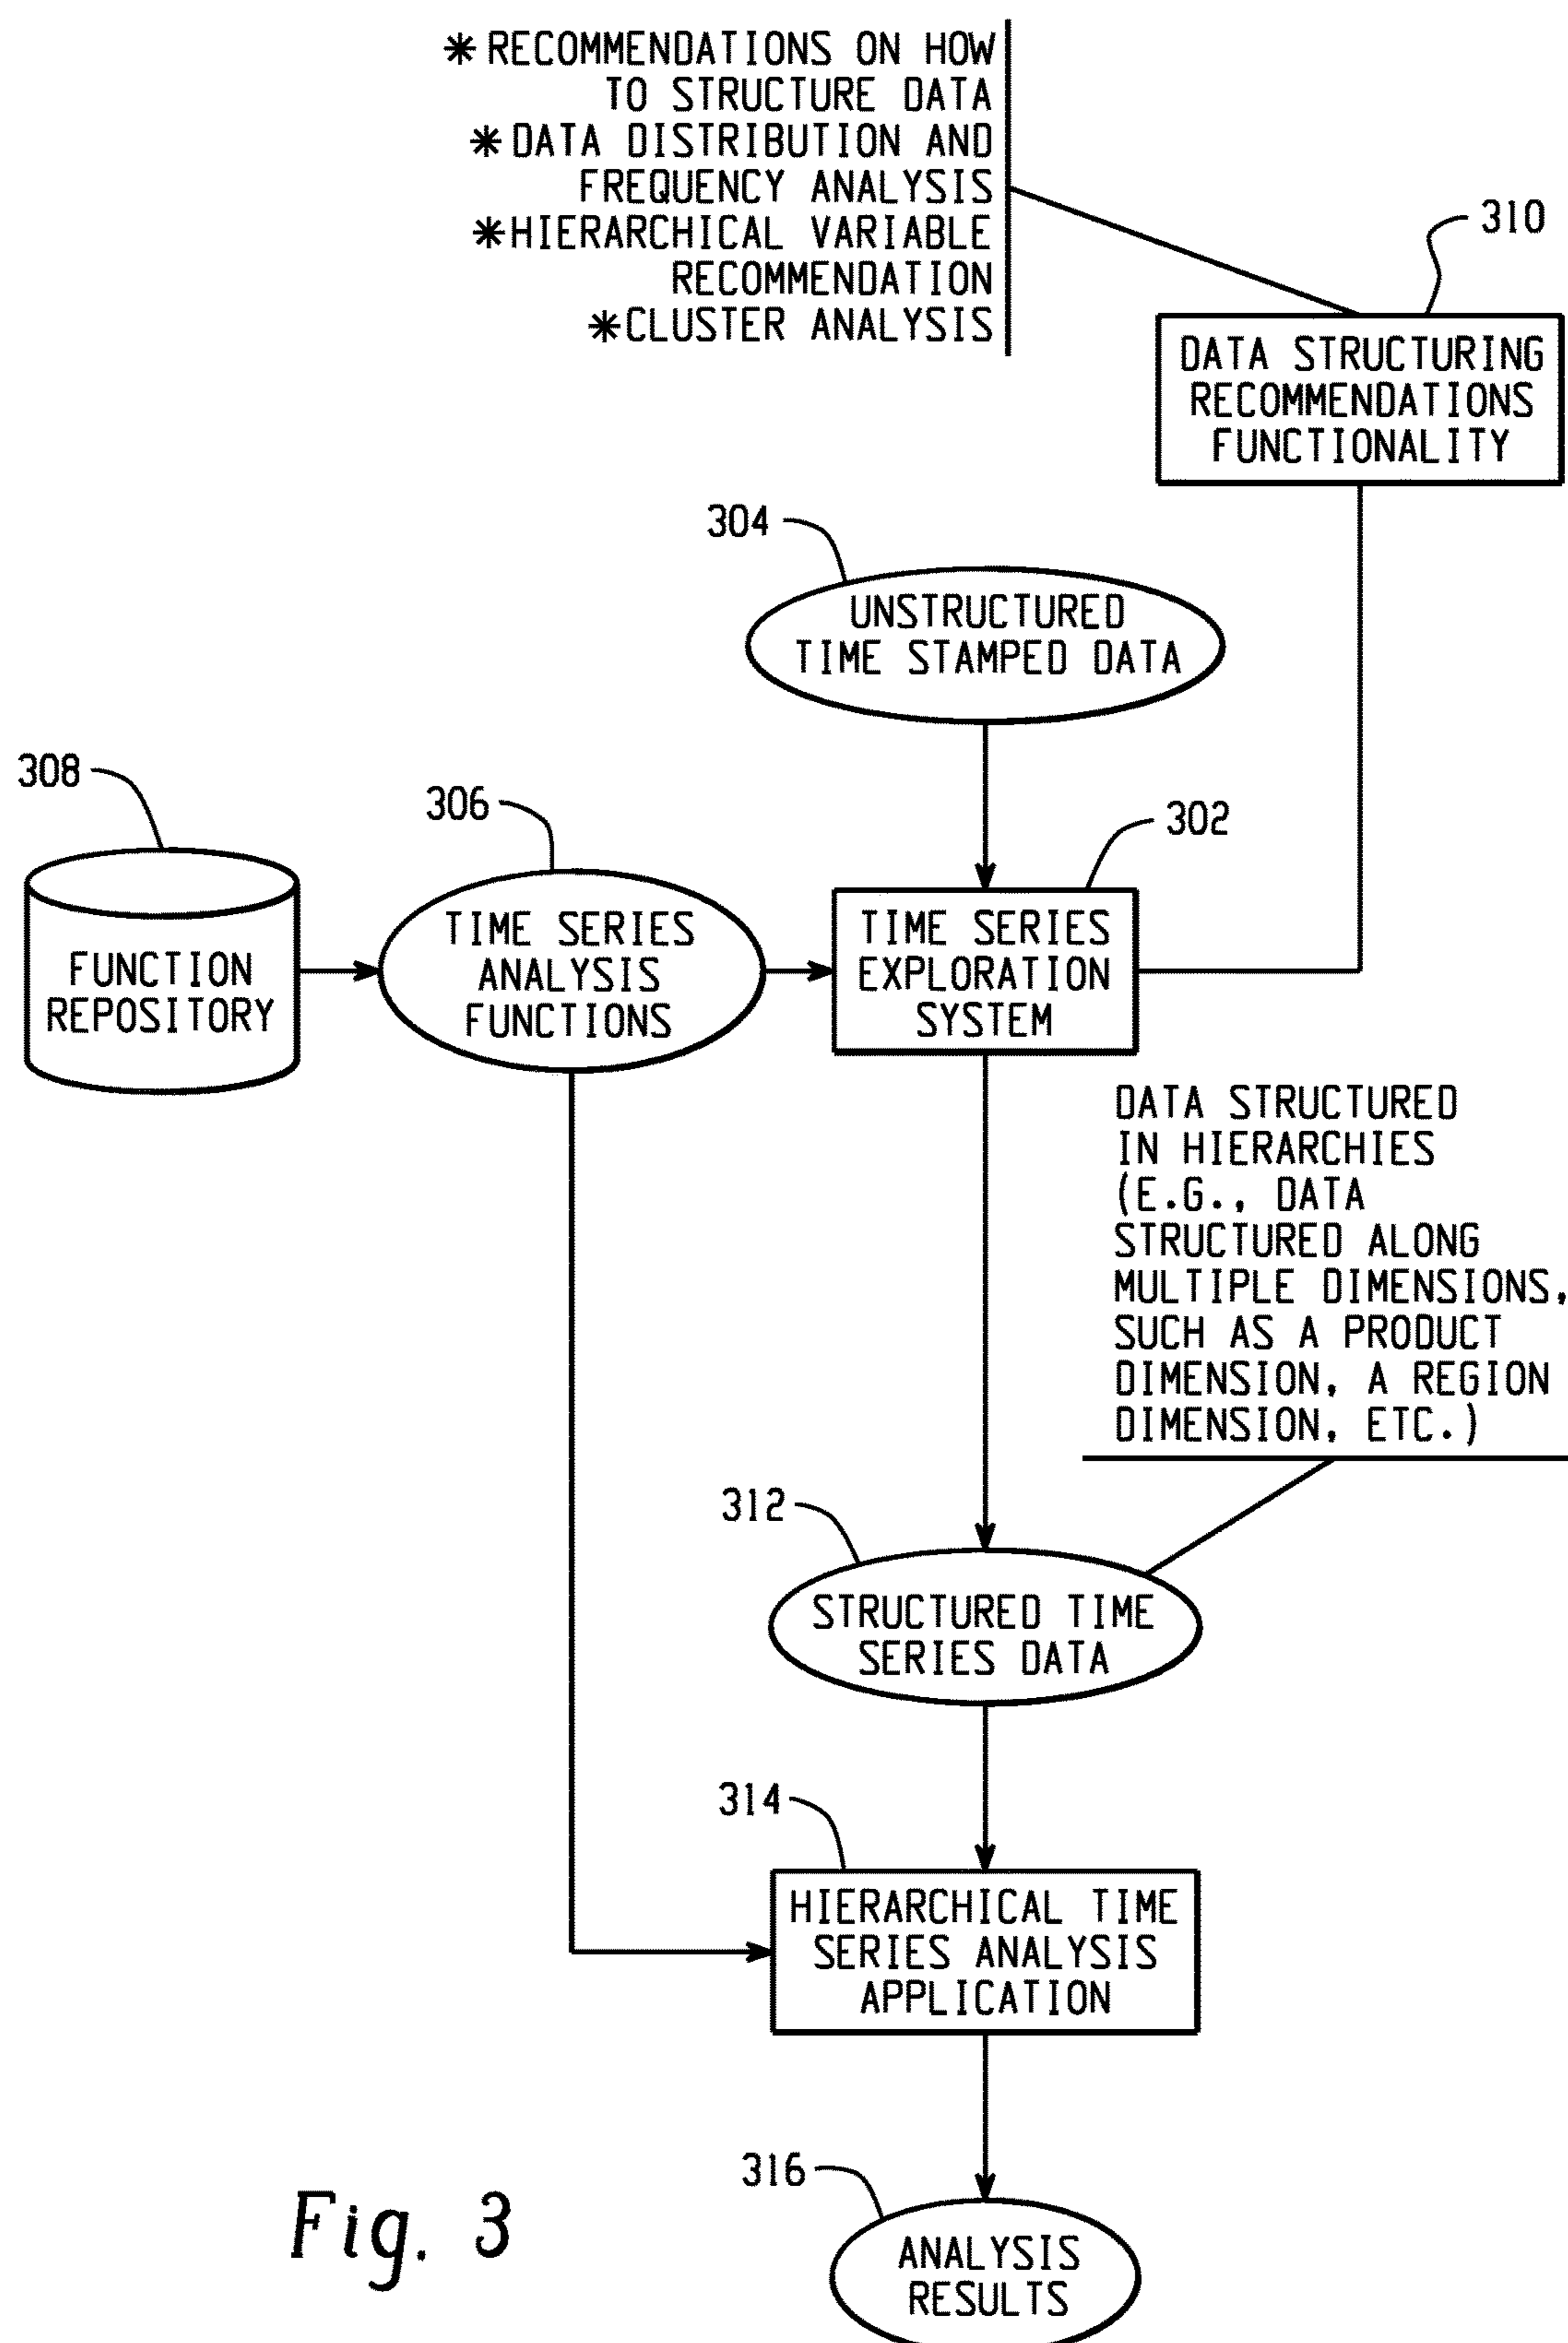 * RECOMMENDATIONS ON HOW
TO STRUCTURE DATA
* DATA DISTRIBUTION AND
FREQUENCY ANALYSIS
* HIERARCHICAL VARIABLE
RECOMMENDATION
* CLUSTER ANALYSIS
310
DATA STRUCTURING
RECOMMENDATIONS
FUNCTIONALITY
304
UNSTRUCTURED
TIME STAMPED DATA
308
306
302
FUNCTION
REPOSITORY
TIME SERIES
ANALYSIS
FUNCTIONS
TIME SERIES
EXPLORATION
SYSTEM
DATA STRUCTURED
IN HIERARCHIES
(E.G., DATA
STRUCTURED ALONG
MULTIPLE DIMENSIONS,
SUCH AS A PRODUCT
DIMENSION, A REGION
DIMENSION, ETC.)
312
STRUCTURED TIME
SERIES DATA
314
HIERARCHICAL TIME
SERIES ANALYSIS
APPLICATION
316
ANALYSIS
RESULTS
Fig. 3